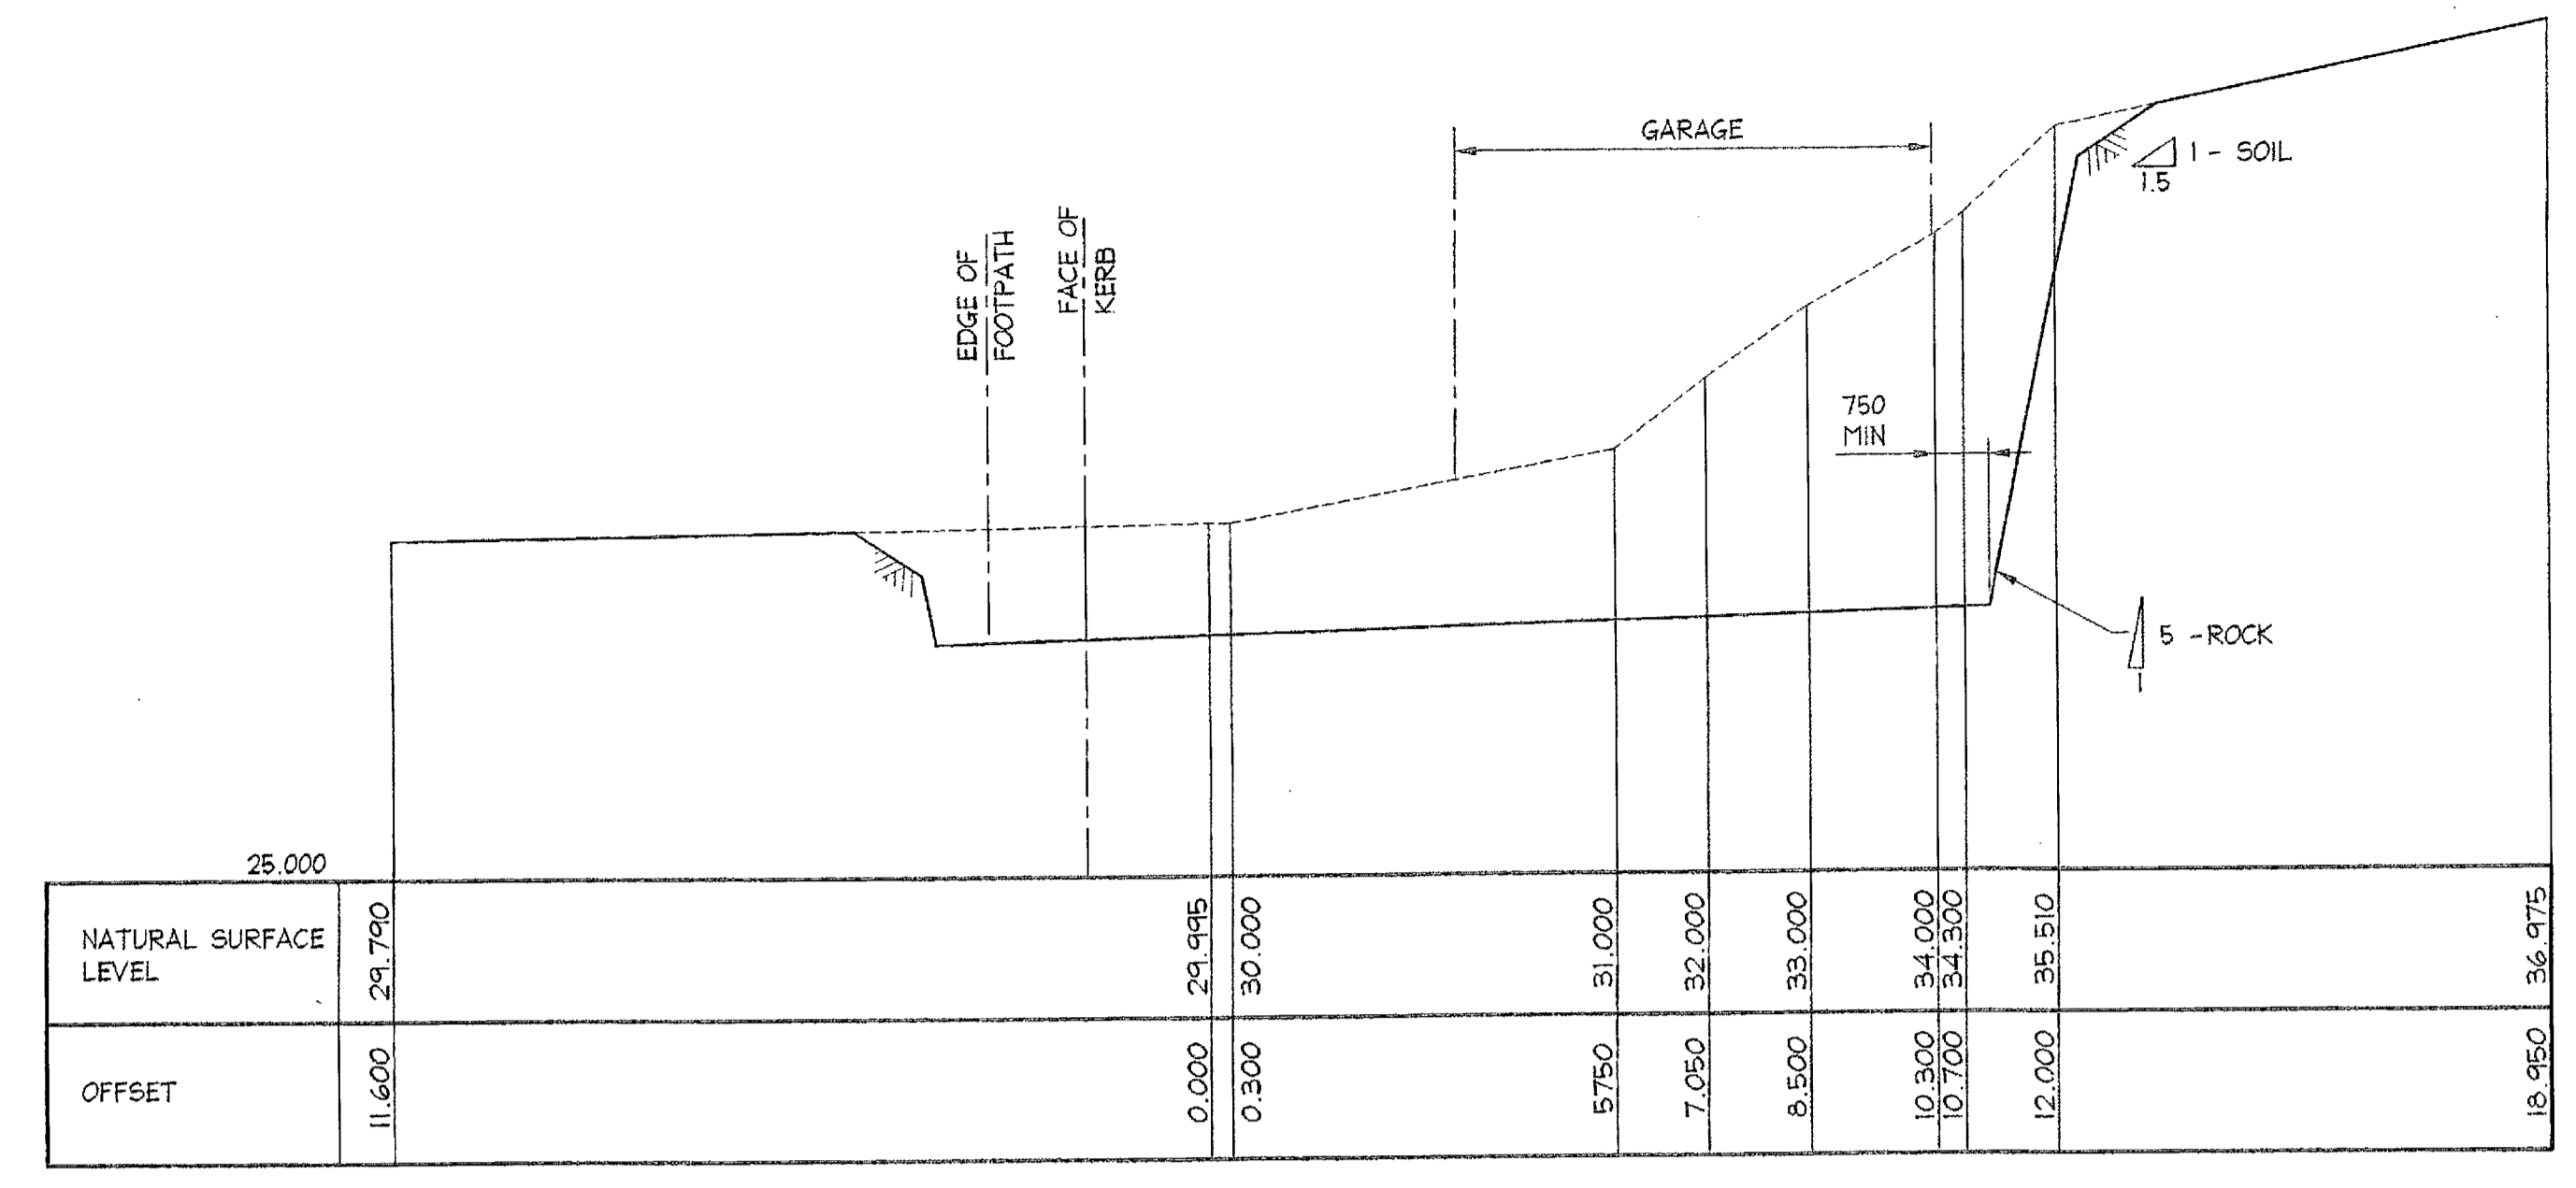 GARAGE
1 - SOIL
1.5
EDGE OF
FOOTPATH
FACE OF
KERB
750
MIN
5 -ROCK
1
25.000
NATURAL SURFACE
LEVEL
29.790
29.995
30.000
31.000
32.000
33.000
34.000
34.300
35.510
36.975
OFFSET
11.600
0.000
0.300
5750
7.050
8.500
10.300
10.700
12.000
18.950